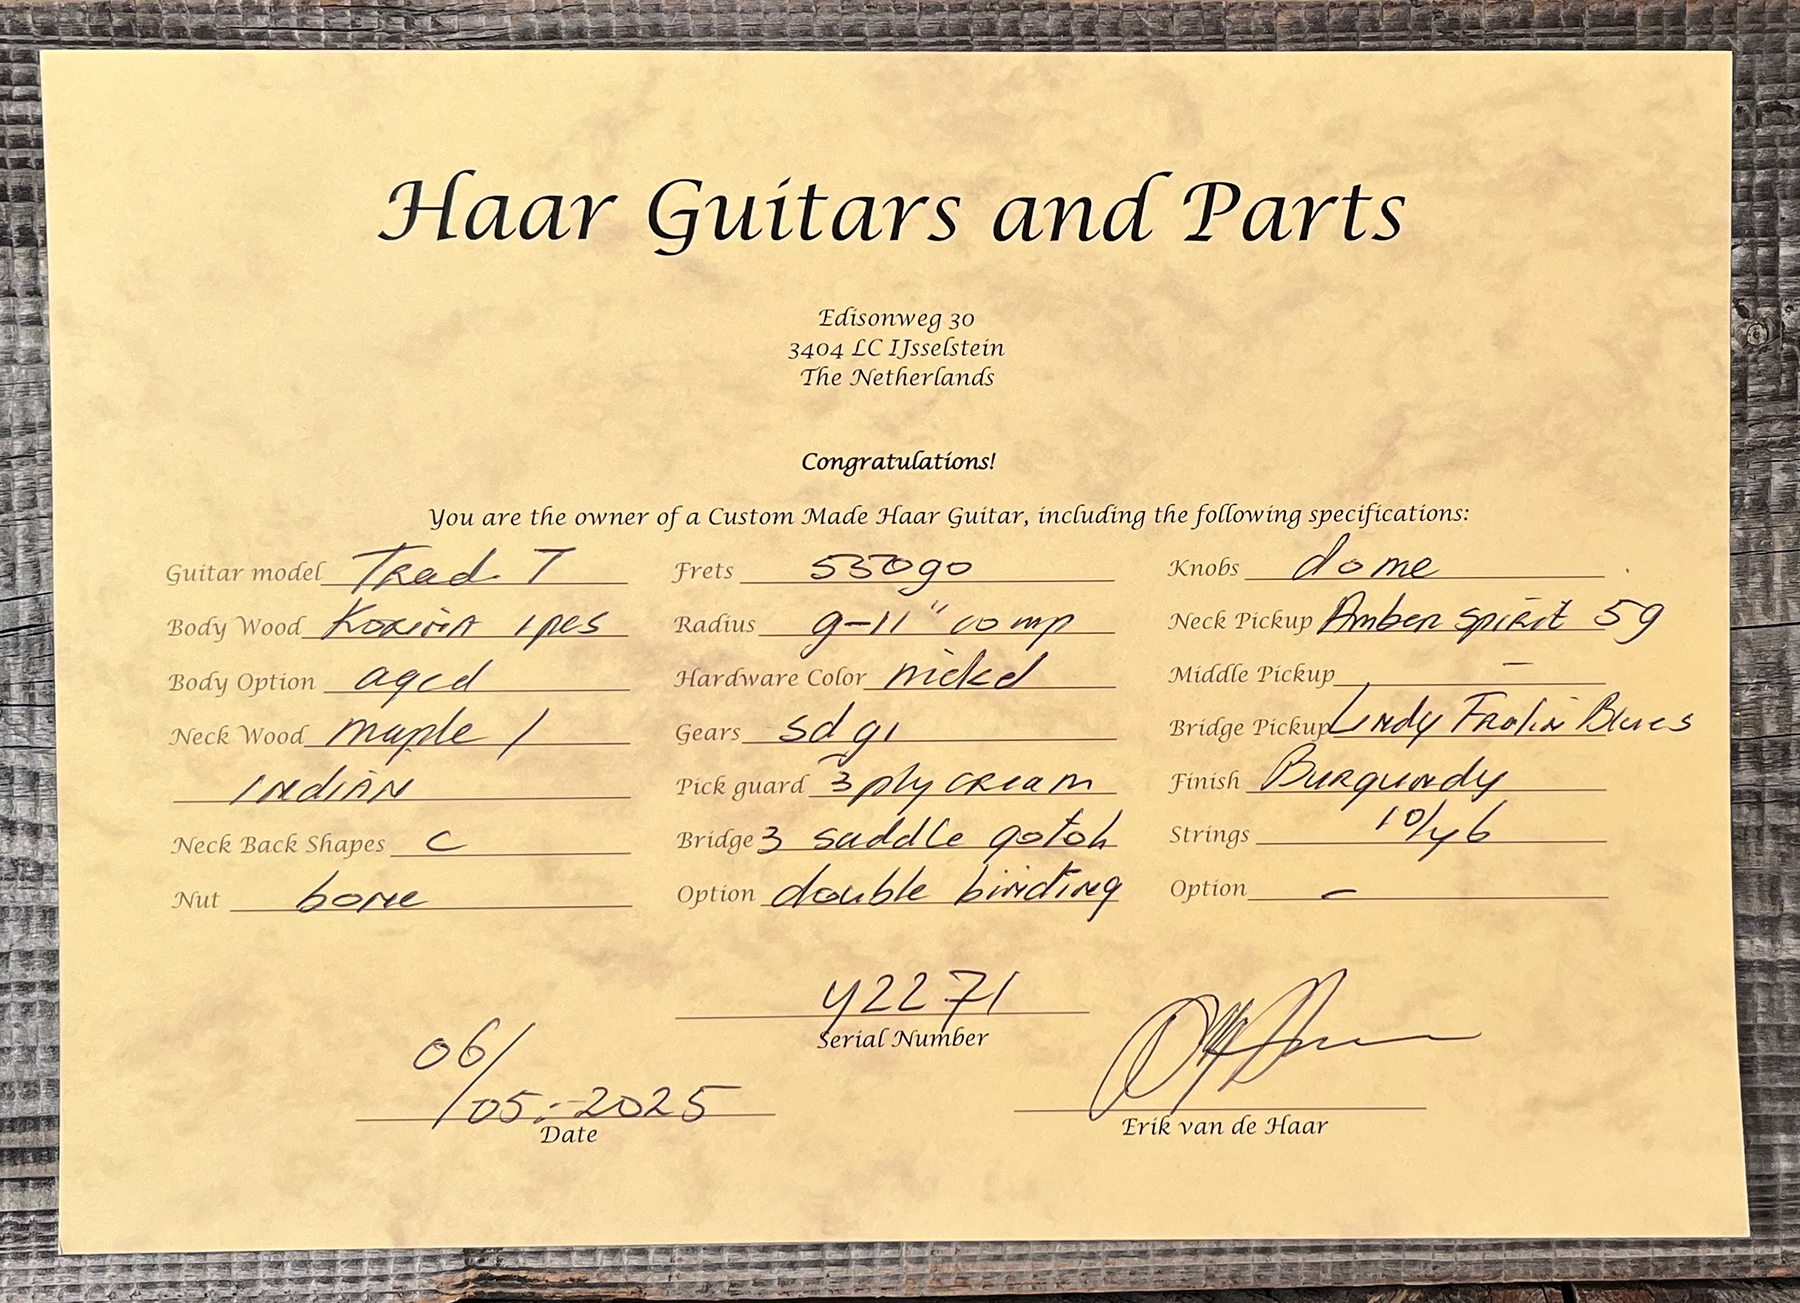 Haar Guitars and Parts
Edisonweg 30
3404 LC IJsselstein
The Netherlands
Congratulations!
You are the owner of a Custom Made Haar Guitar, including the following specifications:
Guitar model Trad. T
Body Wood Korina 1pcs
Body Option aged
Neck Wood maple /
Indian
Neck Back Shapes C
Nut bone
Frets 55090
Radius 9-11" comp
Hardware Color nickel
Gears sd91
Pick guard 3 ply cream
Bridge 3 saddle gotoh
Option double binding
Knobs dome
Neck Pickup Amber spirit 59
Middle Pickup –
Bridge Pickup Lindy Fralin Blues
Finish Burgundy
Strings 10/46
Option –
Y2271
Serial Number
06/
05-2025
Date
Erik van de Haar